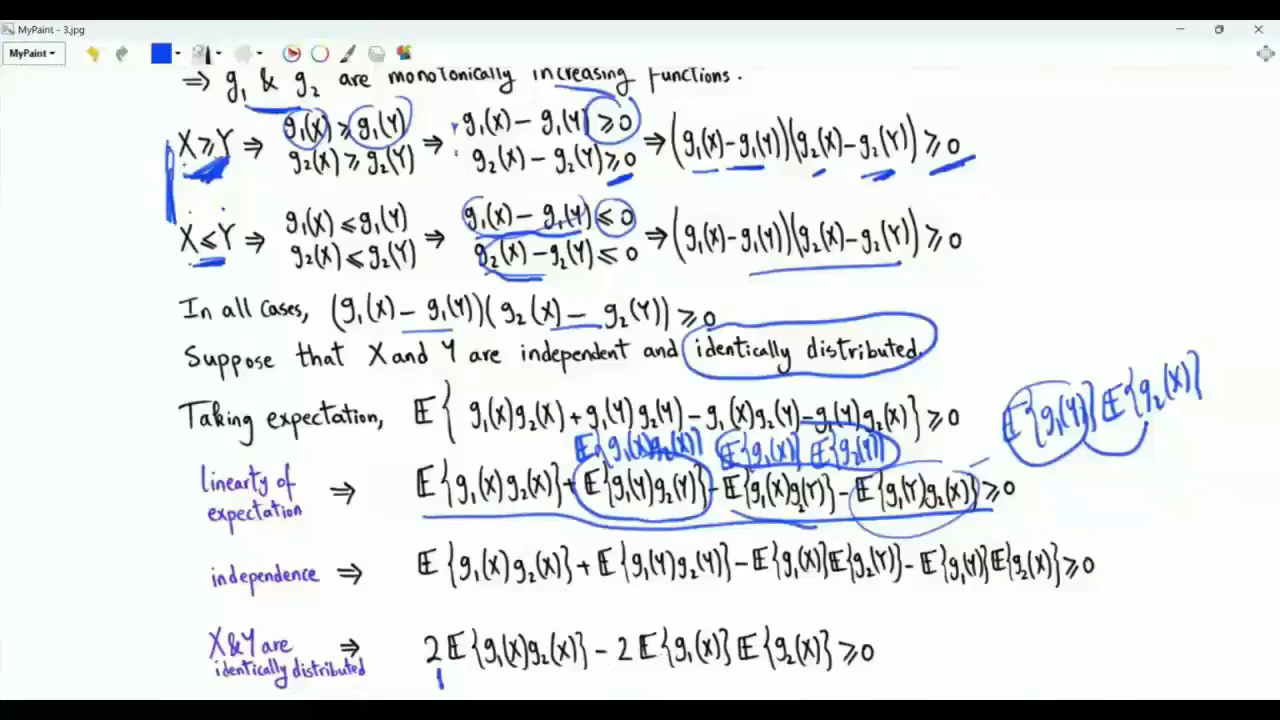 MyPaint - 3.jpg
MyPaint
⇒ g₁ & g₂ are monotonically increasing functions.
X ⩾ Y ⇒ g₁(X) ⩾ g₁(Y) ⇒ g₁(X) − g₁(Y) ⩾ 0 ⇒ (g₁(X) − g₁(Y))(g₂(X) − g₂(Y)) ⩾ 0
g₂(X) ⩾ g₂(Y) g₂(X) − g₂(Y) ⩾ 0
X ⩽ Y ⇒ g₁(X) ⩽ g₁(Y) ⇒ g₁(X) − g₁(Y) ⩽ 0 ⇒ (g₁(X) − g₁(Y))(g₂(X) − g₂(Y)) ⩾ 0
g₂(X) ⩽ g₂(Y) g₂(X) − g₂(Y) ⩽ 0
In all cases, (g₁(X) − g₁(Y))(g₂(X) − g₂(Y)) ⩾ 0
Suppose that X and Y are independent and identically distributed.
Taking expectation, 𝔼{g₁(X)g₂(X) + g₁(Y)g₂(Y) − g₁(X)g₂(Y) − g₁(Y)g₂(X)} ⩾ 0
𝔼{g₁(Y)} 𝔼{g₂(X)}
𝔼{g₁(X)g₂(X)} 𝔼{g₁(X)} 𝔼{g₂(Y)}
linearty of
expectation ⇒ 𝔼{g₁(X)g₂(X)} + 𝔼{g₁(Y)g₂(Y)} − 𝔼{g₁(X)g₂(Y)} − 𝔼{g₁(Y)g₂(X)} ⩾ 0
independence ⇒ 𝔼{g₁(X)g₂(X)} + 𝔼{g₁(Y)g₂(Y)} − 𝔼{g₁(X)}𝔼{g₂(Y)} − 𝔼{g₁(Y)}𝔼{g₂(X)} ⩾ 0
X & Y are
identically distributed ⇒ 2𝔼{g₁(X)g₂(X)} − 2𝔼{g₁(X)}𝔼{g₂(X)} ⩾ 0